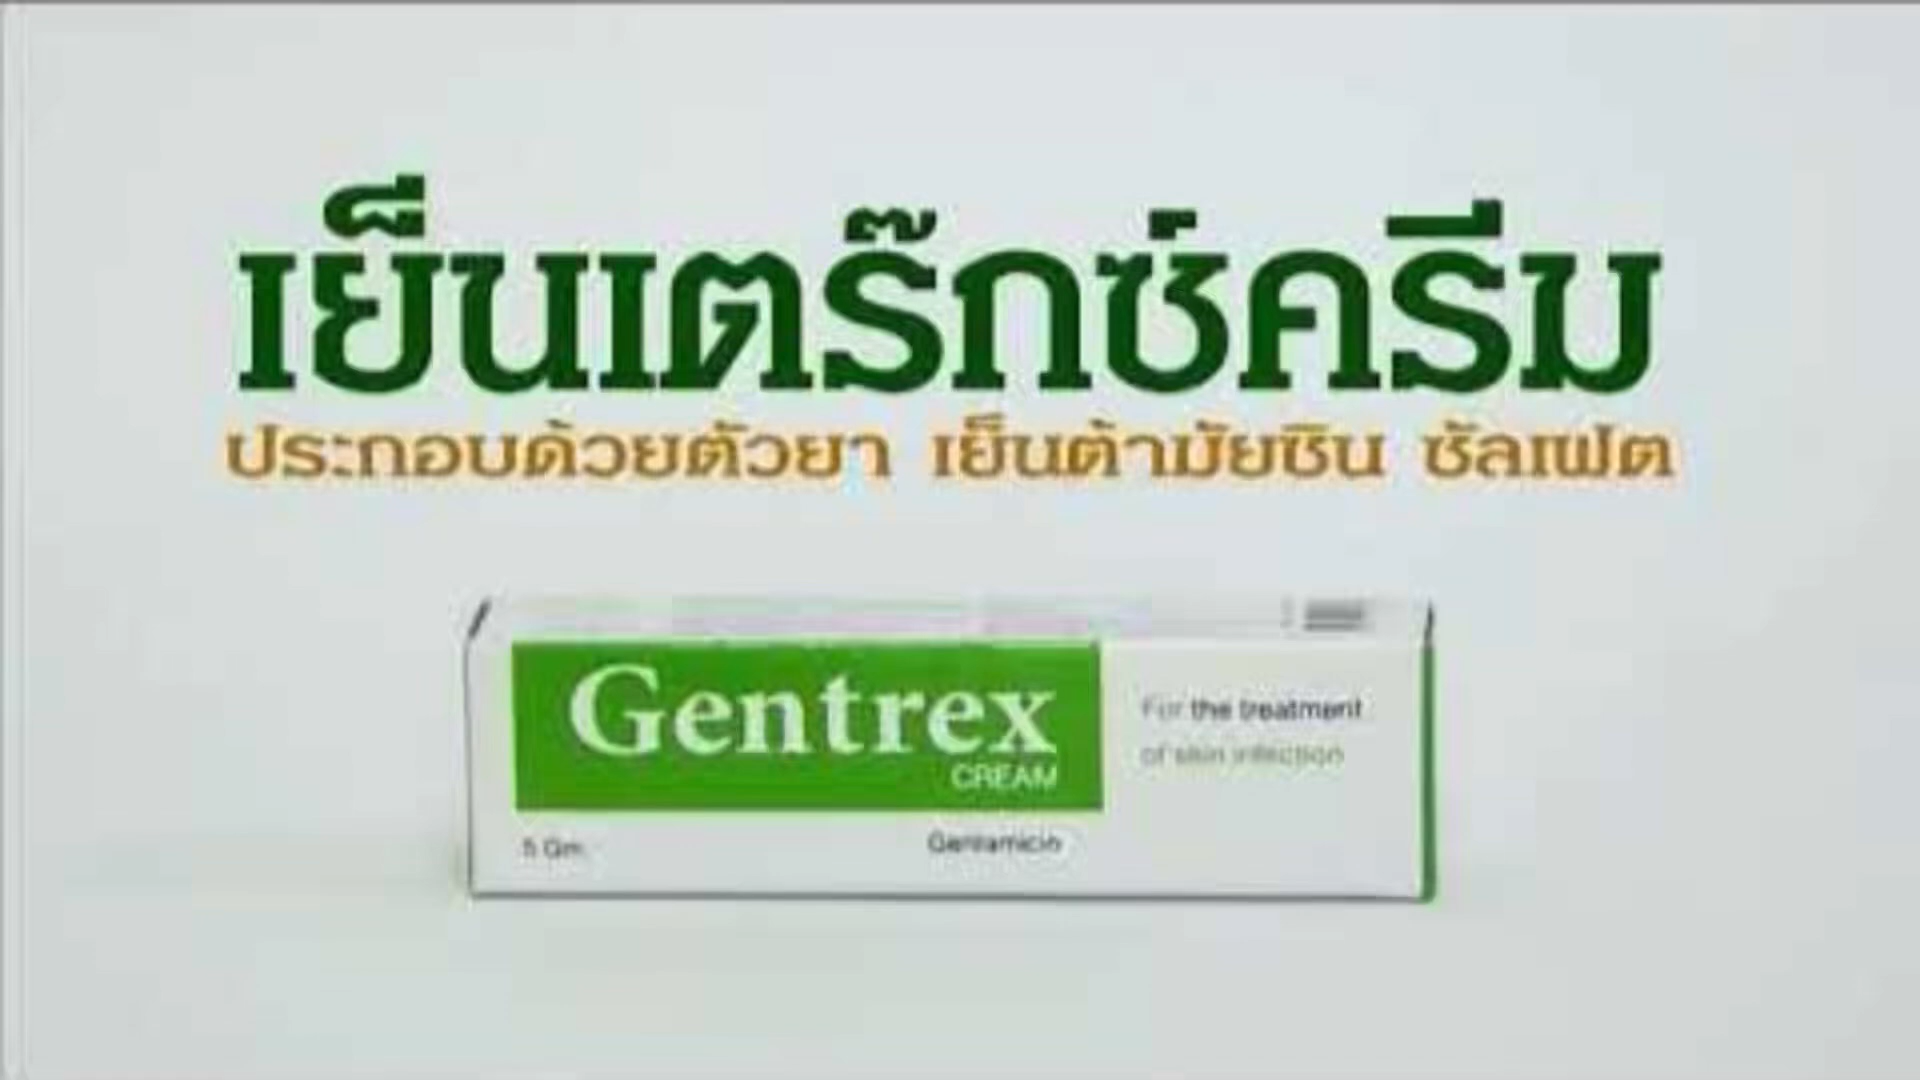 เย็นเตร๊กซ์ครีม
ประกอบด้วยตัวยา เย็นต้ามัยซิน ซัลเฟต
Gentrex
CREAM
For the treatment
of skin infection
5 Gm.
Gentamicin